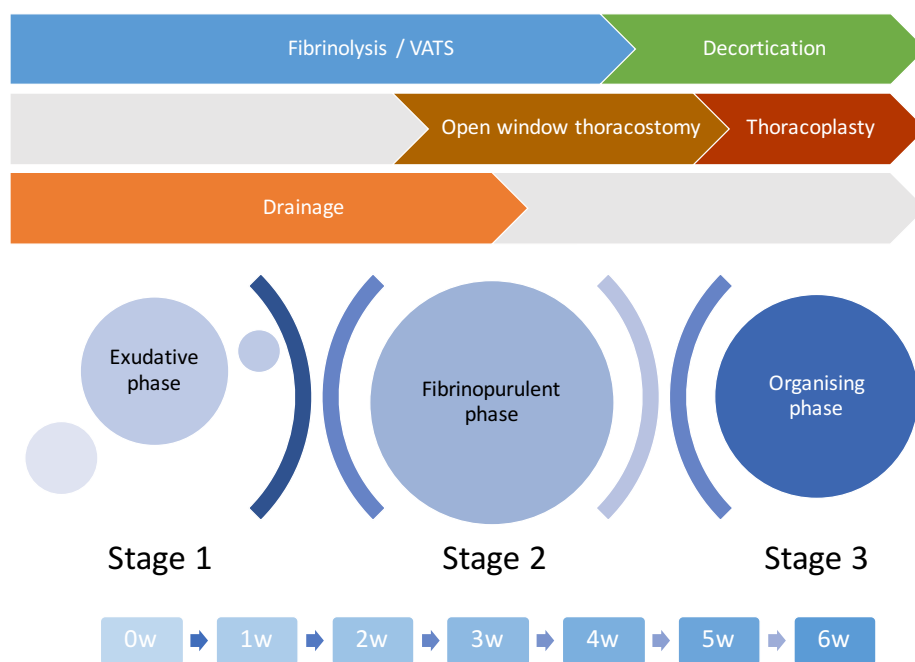 Fibrinolysis / VATS
Decortication
Open window thoracostomy
Thoracoplasty
Drainage
Exudative
phase
Fibrinopurulent
phase
Organising
phase
Stage 1
Stage 2
Stage 3
0w
1w
2w
3w
4w
5w
6w